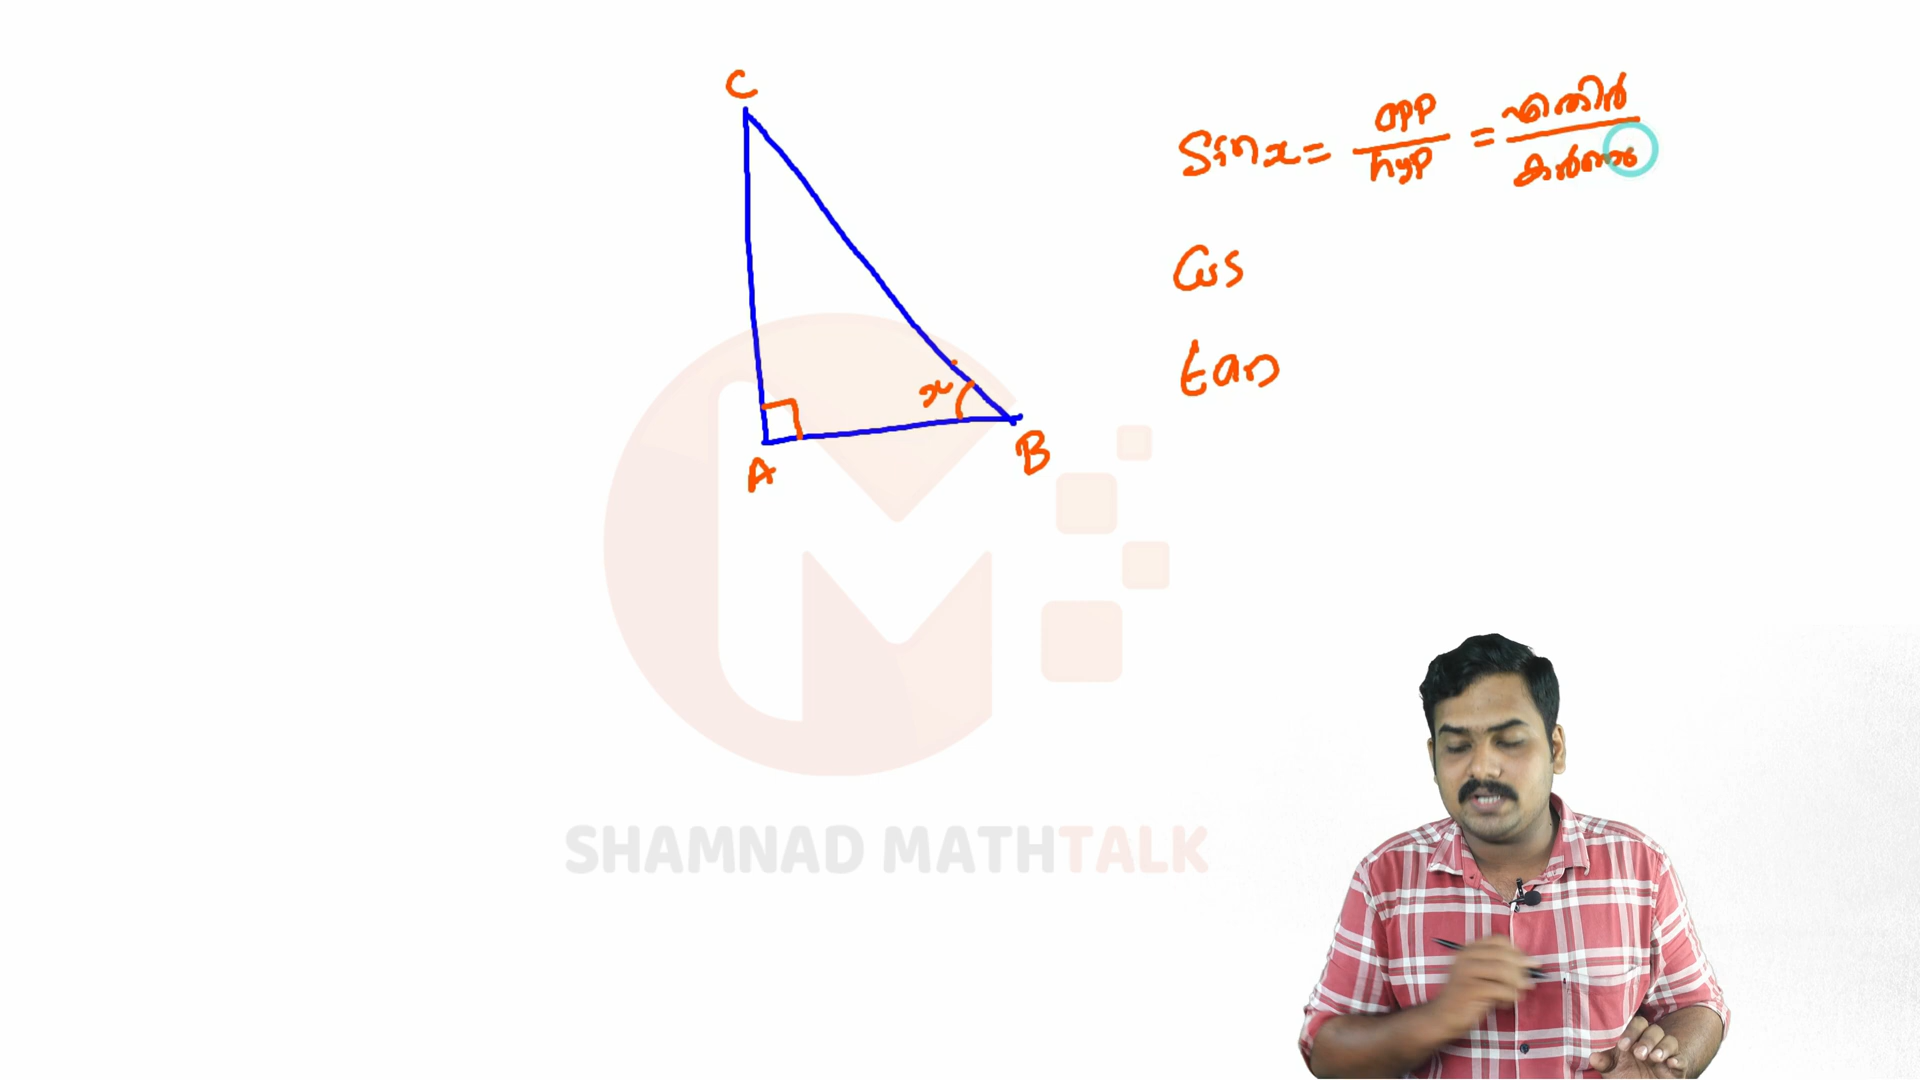 C
Sin x = opp/hyp = എതിർ/കർണം
Cos
tan
x
A
B
SHAMNAD MATHTALK